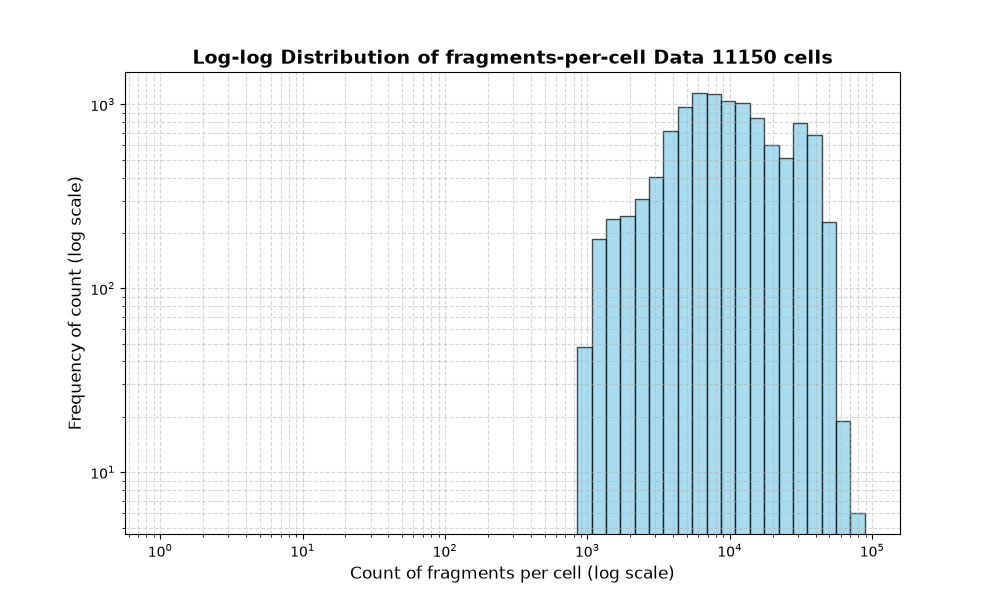 Log-log Distribution of fragments-per-cell Data 11150 cells
Frequency of count (log scale)
10³
10²
10¹
10⁰ 10¹ 10² 10³ 10⁴ 10⁵
Count of fragments per cell (log scale)